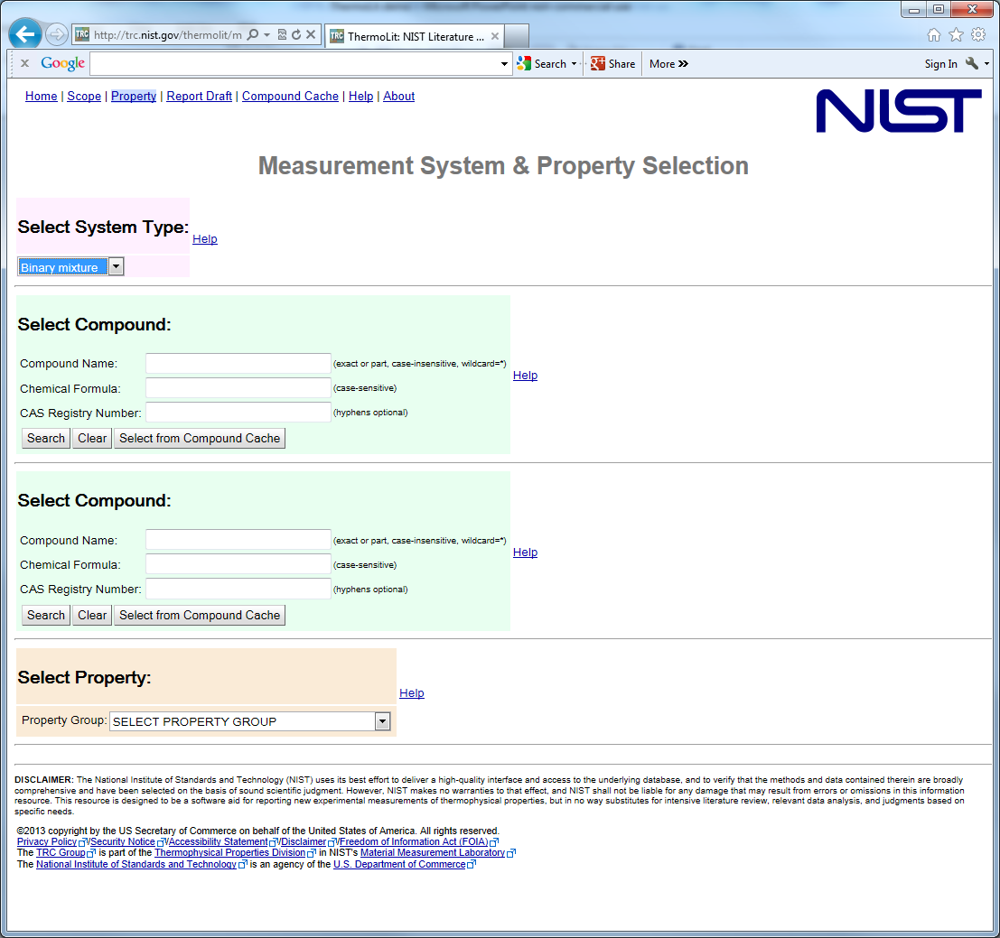 http://trc.nist.gov/thermolit/m
TRC ThermoLit: NIST Literature ...
x Google Search Share More » Sign In
Home | Scope | Property | Report Draft | Compound Cache | Help | About
NIST
Measurement System & Property Selection
Select System Type:
Help
Binary mixture
Select Compound:
Compound Name: (exact or part, case-insensitive, wildcard=*)
Help
Chemical Formula: (case-sensitive)
CAS Registry Number: (hyphens optional)
Search Clear Select from Compound Cache
Select Compound:
Compound Name: (exact or part, case-insensitive, wildcard=*)
Help
Chemical Formula: (case-sensitive)
CAS Registry Number: (hyphens optional)
Search Clear Select from Compound Cache
Select Property:
Help
Property Group: SELECT PROPERTY GROUP
DISCLAIMER: The National Institute of Standards and Technology (NIST) uses its best effort to deliver a high-quality interface and access to the underlying database, and to verify that the methods and data contained therein are broadly
comprehensive and have been selected on the basis of sound scientific judgment. However, NIST makes no warranties to that effect, and NIST shall not be liable for any damage that may result from errors or omissions in this information
resource. This resource is designed to be a software aid for reporting new experimental measurements of thermophysical properties, but in no way substitutes for intensive literature review, relevant data analysis, and judgments based on
specific needs.
©2013 copyright by the US Secretary of Commerce on behalf of the United States of America. All rights reserved.
Privacy Policy/Security Notice/Accessibility Statement/Disclaimer/Freedom of Information Act (FOIA)
The TRC Group is part of the Thermophysical Properties Division in NIST's Material Measurement Laboratory
The National Institute of Standards and Technology is an agency of the U.S. Department of Commerce